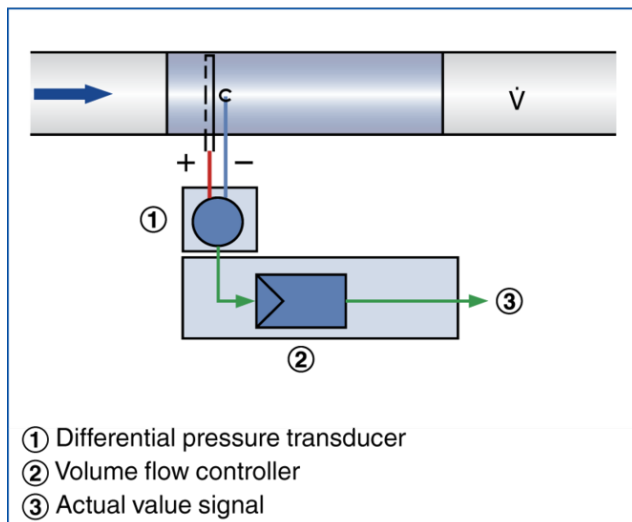 V̇
+ −
①
③
②
① Differential pressure transducer
② Volume flow controller
③ Actual value signal